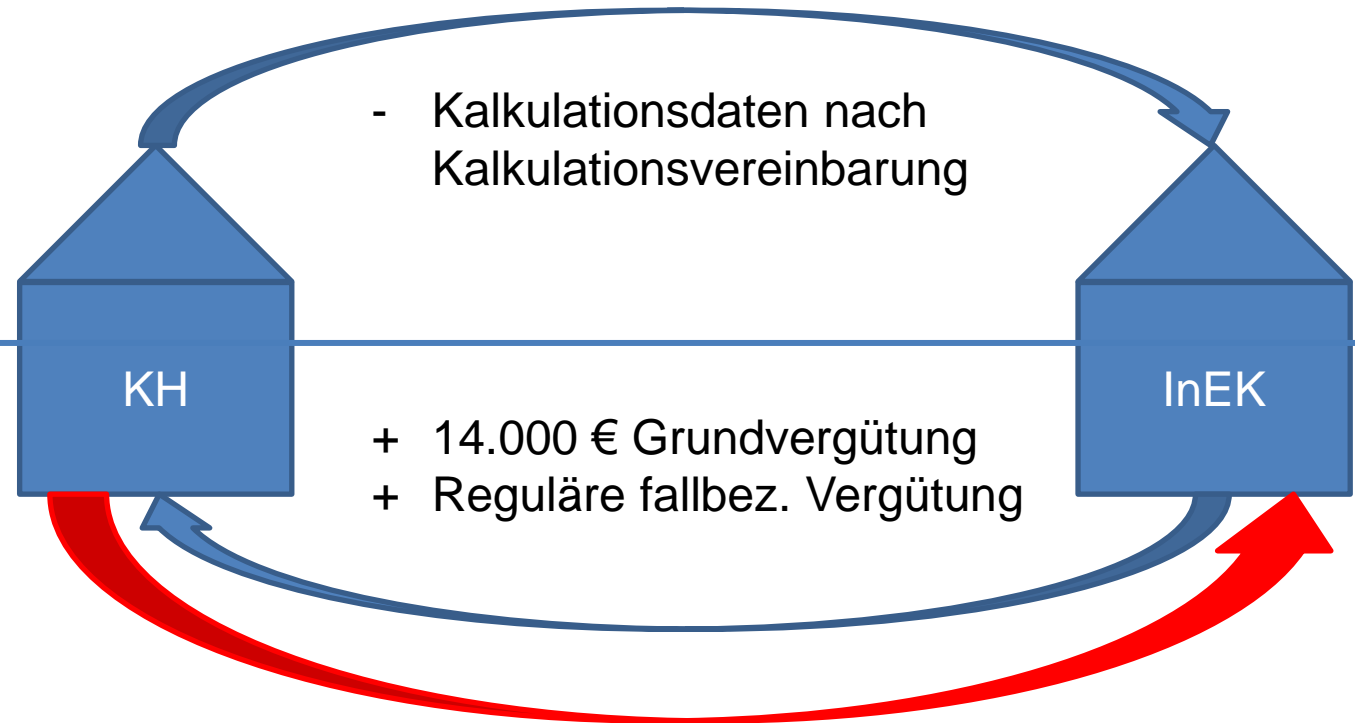 - Kalkulationsdaten nach
Kalkulationsvereinbarung
KH
InEK
+ 14.000 € Grundvergütung
+ Reguläre fallbez. Vergütung